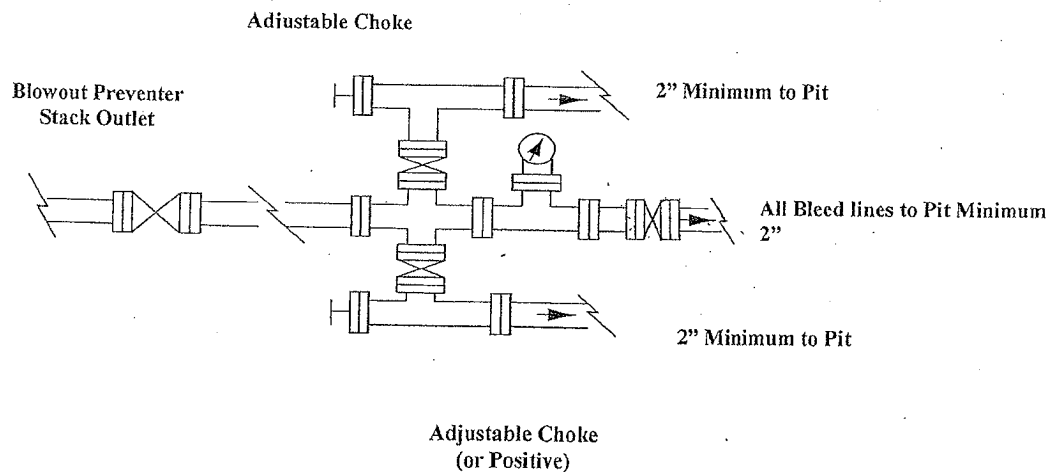 Adjustable Choke
Blowout Preventer
Stack Outlet
2” Minimum to Pit
All Bleed lines to Pit Minimum
2”
2” Minimum to Pit
Adjustable Choke
(or Positive)